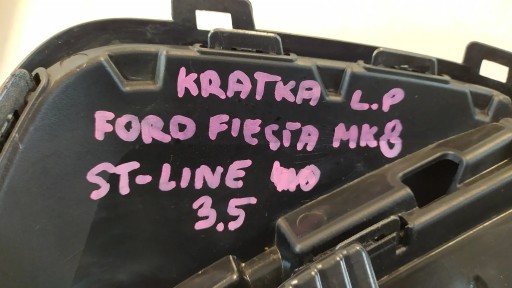 KRATKA L.P
FORD FIESTA MK8
ST-LINE
3.5